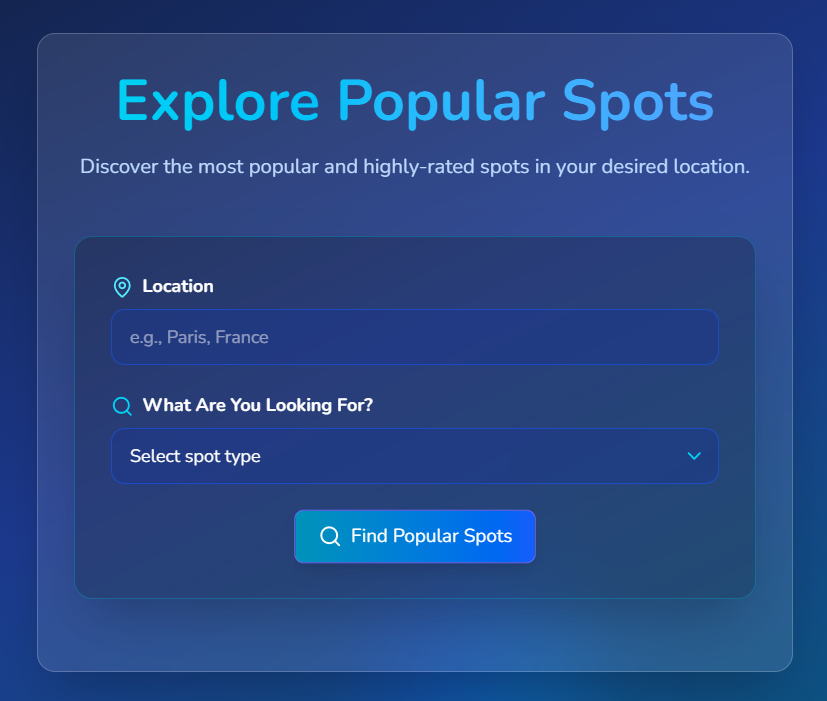 Explore Popular Spots
Discover the most popular and highly-rated spots in your desired location.
Location
e.g., Paris, France
What Are You Looking For?
Select spot type
Find Popular Spots